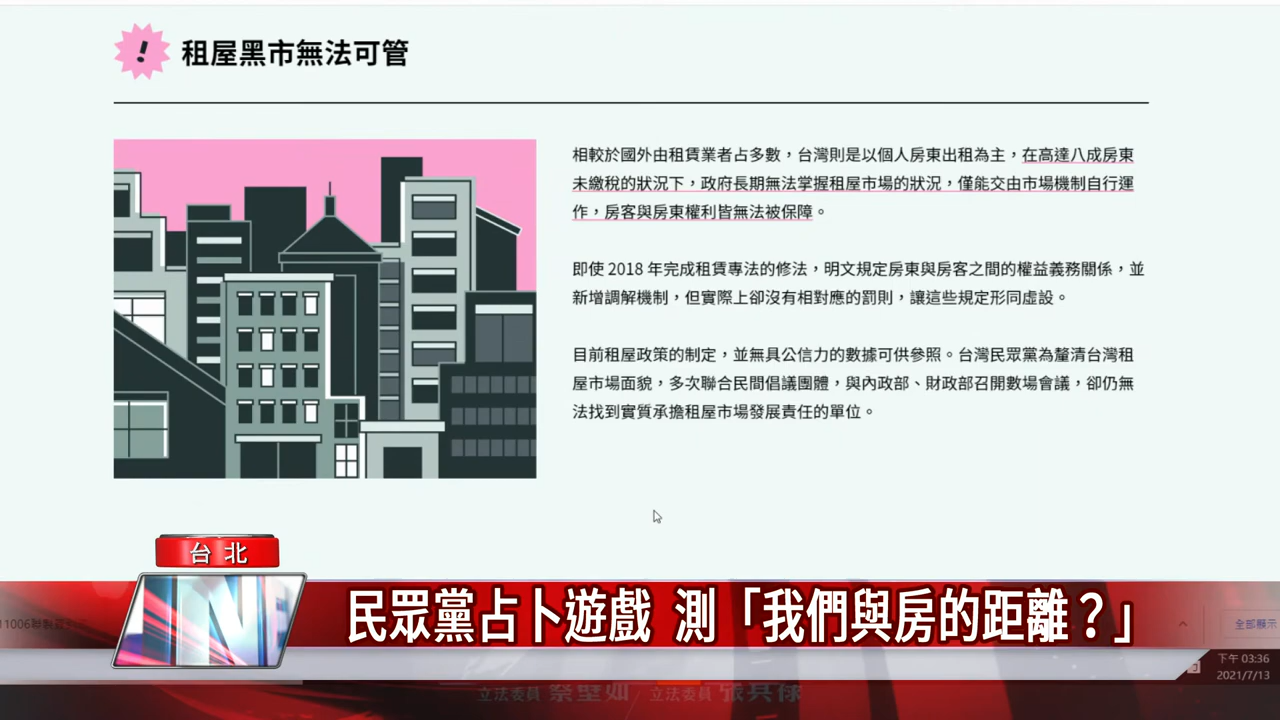 !
租屋黑市無法可管
相較於國外由租賃業者占多數，台灣則是以個人房東出租為主，在高達八成房東
未繳稅的狀況下，政府長期無法掌握租屋市場的狀況，僅能交由市場機制自行運
作，房客與房東權利皆無法被保障。
即使 2018 年完成租賃專法的修法，明文規定房東與房客之間的權益義務關係，並
新增調解機制，但實際上卻沒有相對應的罰則，讓這些規定形同虛設。
目前租屋政策的制定，並無具公信力的數據可供參照。台灣民眾黨為釐清台灣租
屋市場面貌，多次聯合民間倡議團體，與內政部、財政部召開數場會議，卻仍無
法找到實質承擔租屋市場發展責任的單位。
台北
N
民眾黨占卜遊戲 測「我們與房的距離？」
全部顯示
下午 03:36
2021/7/13
立法委員 立法委員